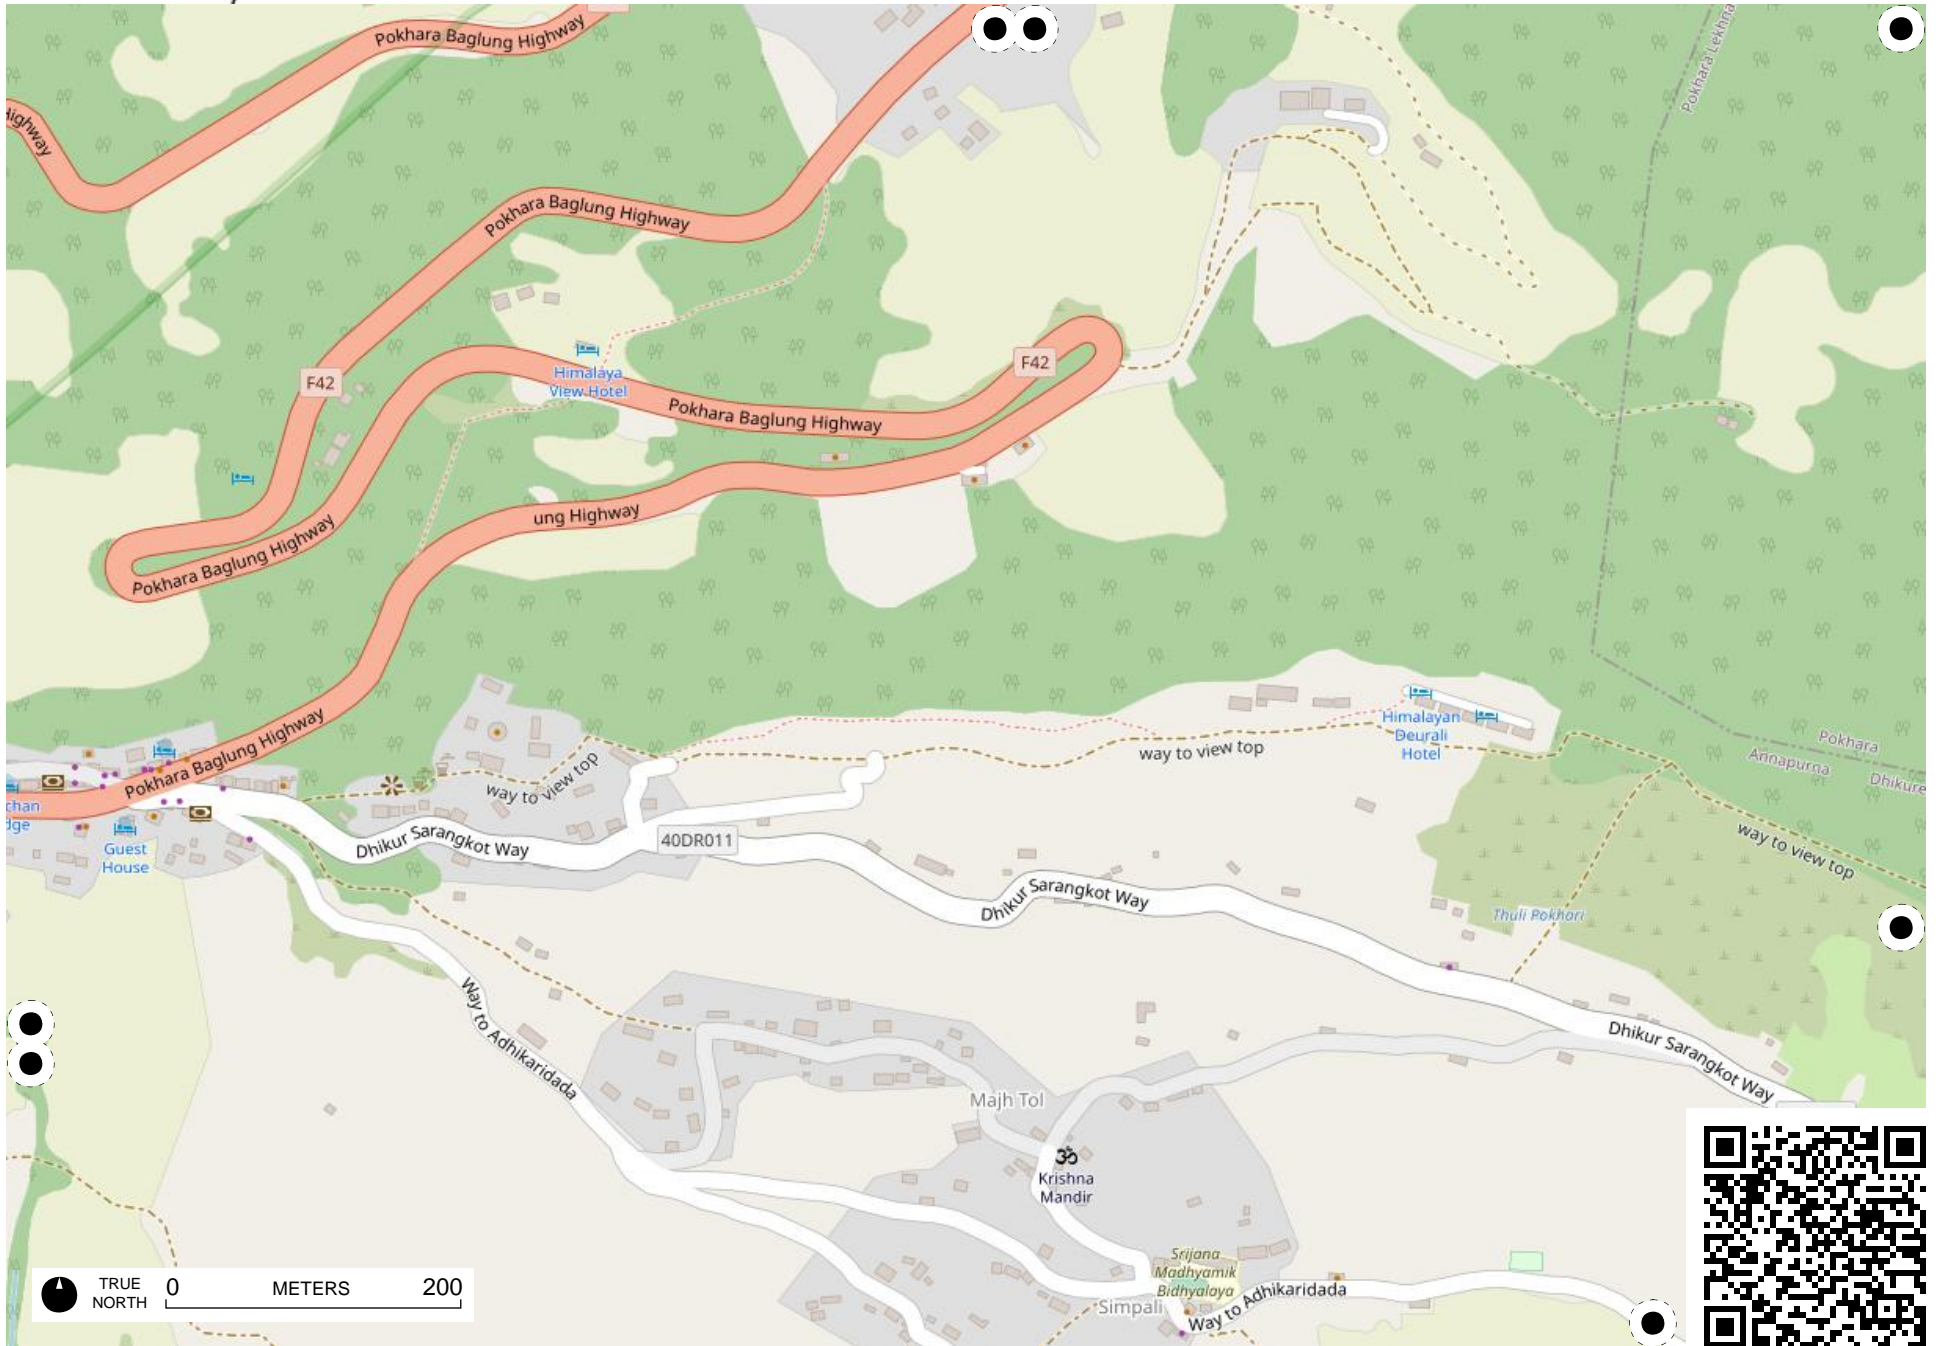 Pokhara Baglung Highway
Highway
Pokhara Lekhna
Pokhara Baglung Highway
F42
F42
Himalaya
View Hotel
Pokhara Baglung Highway
ung Highway
Pokhara Baglung Highway
Pokhara Baglung Highway
chan
dge
Guest
House
way to view top
way to view top
Himalayan
Deurali
Hotel
Pokhara
Annapurna
Dhikure
way to view top
Dhikur Sarangkot Way
40DR011
Dhikur Sarangkot Way
Thuli Pokhari
Way to Adhikaridada
Dhikur Sarangkot Way
Majh Tol
ॐ
Krishna
Mandir
Srijana
Madhyamik
Bidhyalaya
Simpali
Way to Adhikaridada
TRUE
NORTH
0 METERS 200